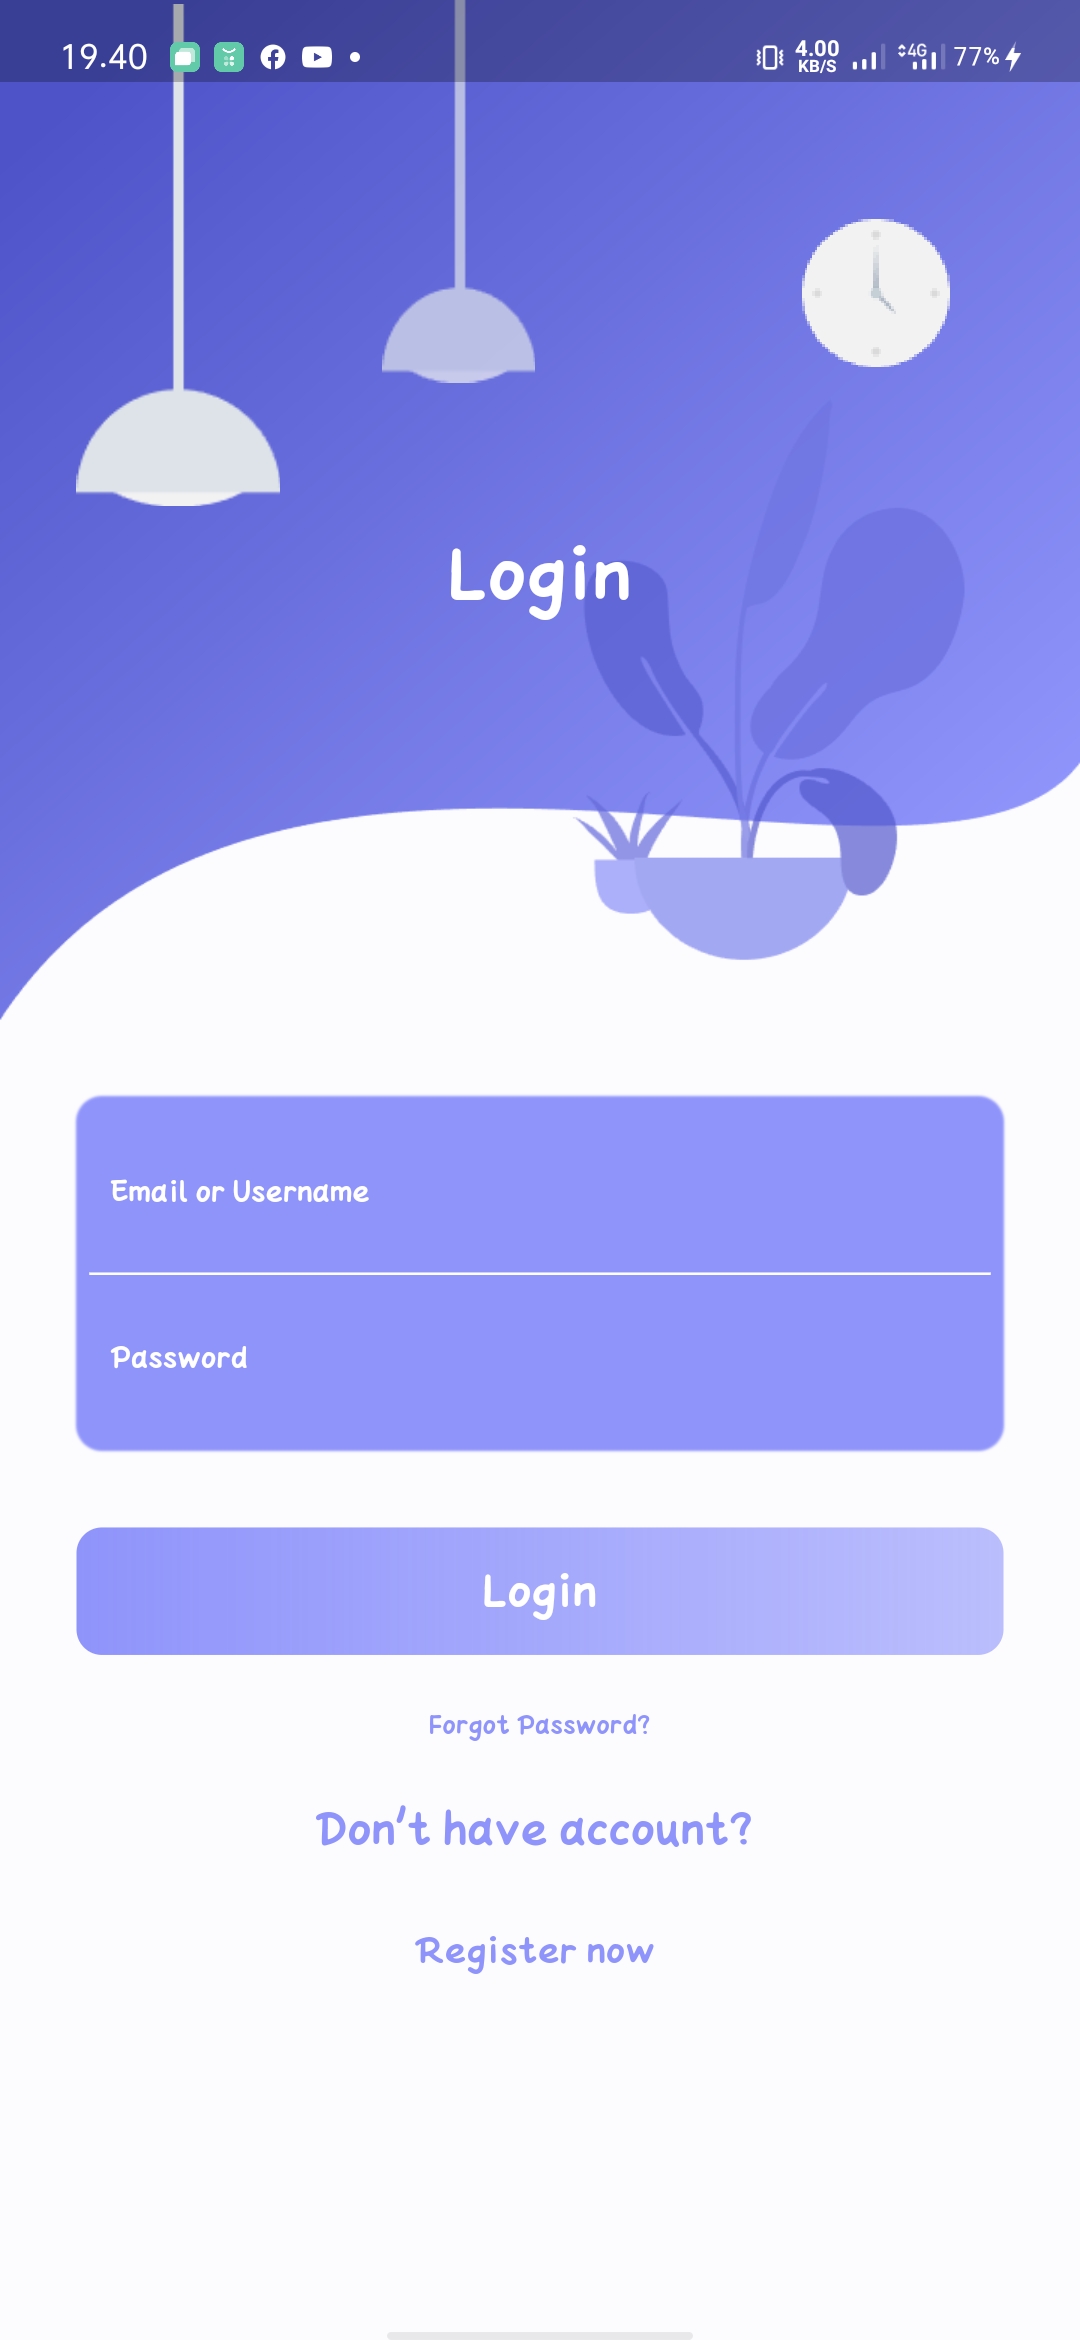 19.40 4.00 KB/S 4G 77%
Login
Email or Username
Password
Login
Forgot Password?
Don't have account?
Register now